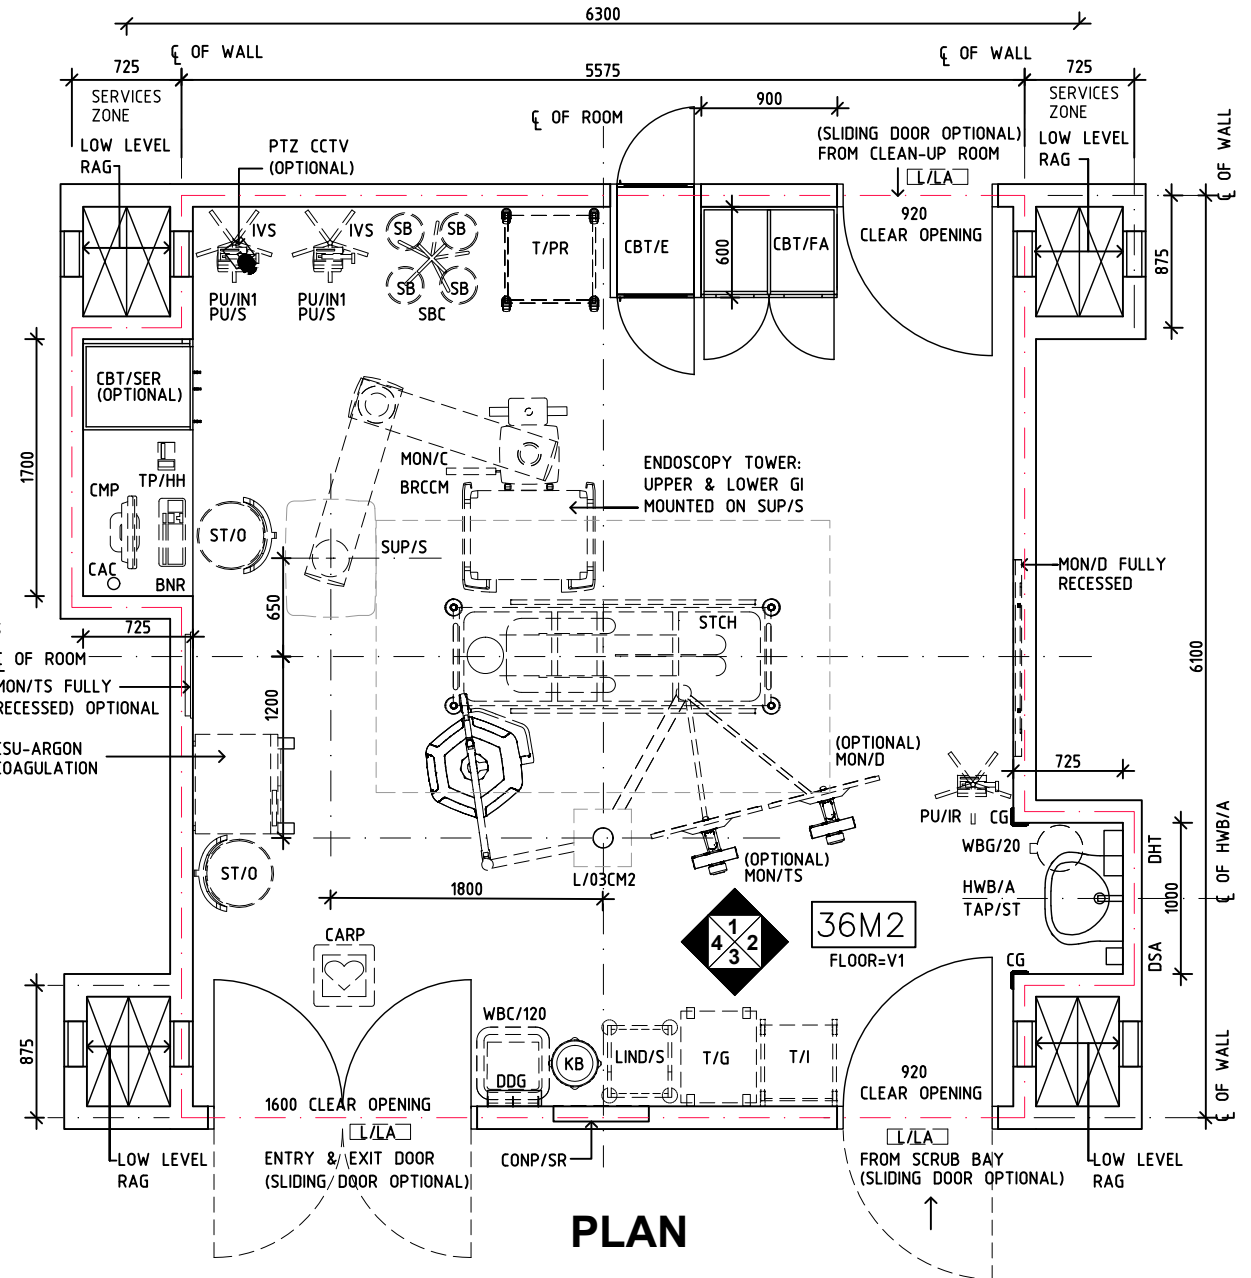 6300
℄ OF WALL
℄ OF WALL
725
5575
725
SERVICES
ZONE
900
SERVICES
ZONE
℄ OF ROOM
LOW LEVEL
RAG
PTZ CCTV
(OPTIONAL)
(SLIDING DOOR OPTIONAL)
FROM CLEAN-UP ROOM
LOW LEVEL
RAG
℄ OF WALL
L/LA
IVS
IVS
SB
SB
T/PR
CBT/E
600
CBT/FA
920
CLEAR OPENING
875
SB
SB
PU/IN1
PU/S
PU/IN1
PU/S
SBC
CBT/SER
(OPTIONAL)
1700
MON/C
BRCCM
ENDOSCOPY TOWER:
UPPER & LOWER GI
MOUNTED ON SUP/S
TP/HH
CMP
ST/O
SUP/S
CAC
BNR
MON/D FULLY
RECESSED
650
725
STCH
OF ROOM
6100
MON/TS FULLY
RECESSED) OPTIONAL
1200
ESU-ARGON
COAGULATION
(OPTIONAL)
MON/D
725
PU/IR
CG
WBG/20
DHT
(OPTIONAL)
MON/TS
L/03CM2
ST/O
1800
HWB/A
TAP/ST
1000
℄ OF HWB/A
36M2
FLOOR=V1
1
4
2
3
CARP
CG
DSA
WBC/120
KB
LIND/S
T/G
T/I
DDG
875
920
CLEAR OPENING
℄ OF WALL
1600 CLEAR OPENING
L/LA
L/LA
LOW LEVEL
RAG
ENTRY & EXIT DOOR
(SLIDING DOOR OPTIONAL)
CONP/SR
FROM SCRUB BAY
(SLIDING DOOR OPTIONAL)
LOW LEVEL
RAG
PLAN